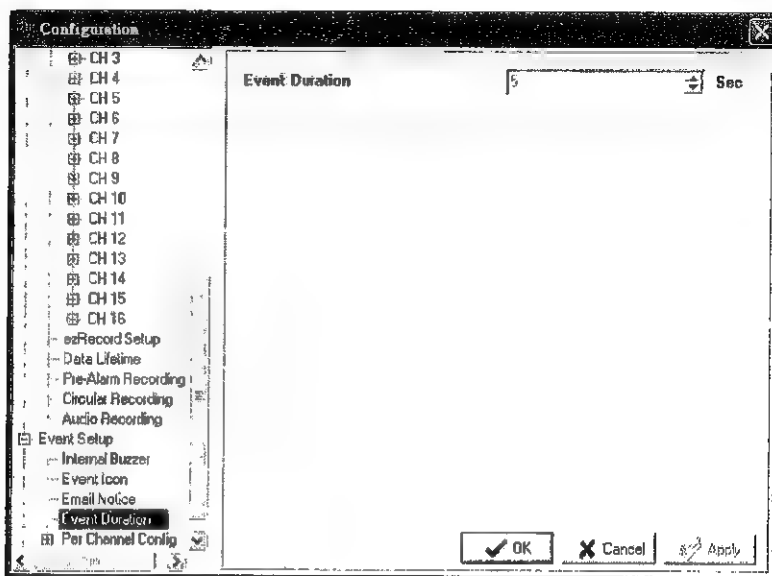 Configuration
CH 3
CH 4
CH 5
CH 6
CH 7
CH 8
CH 9
CH 10
CH 11
CH 12
CH 13
CH 14
CH 15
CH 16
ezRecord Setup
Data Lifetime
Pre-Alarm Recording
Circular Recording
Audio Recording
Event Setup
Internal Buzzer
Event Icon
Email Notice
Event Duration
Per Channel Config
Event Duration
5
Sec
OK
Cancel
Apply